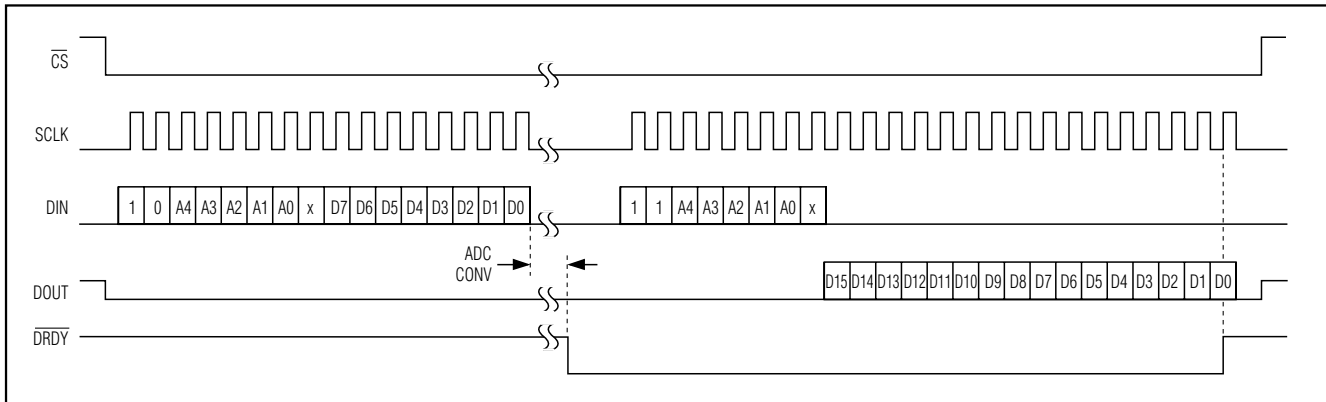 CS
SCLK
DIN
1 0 A4 A3 A2 A1 A0 x D7 D6 D5 D4 D3 D2 D1 D0
1 1 A4 A3 A2 A1 A0 x
ADC
CONV
DOUT
D15 D14 D13 D12 D11 D10 D9 D8 D7 D6 D5 D4 D3 D2 D1 D0
DRDY